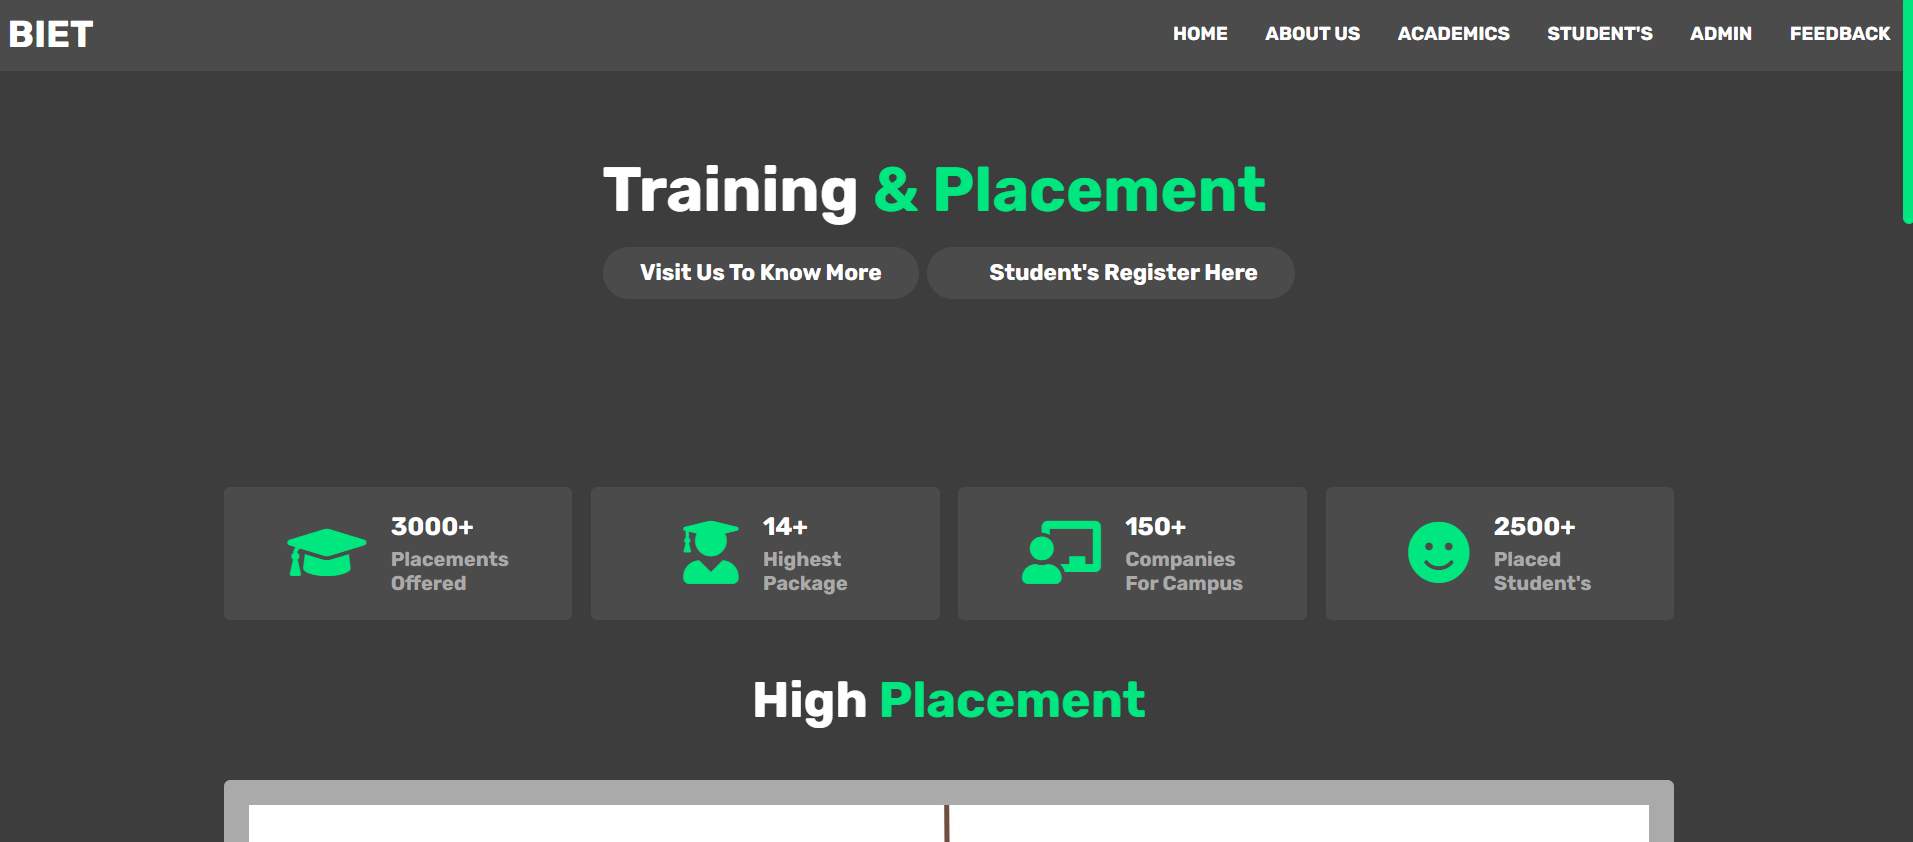 BIET
HOME ABOUT US ACADEMICS STUDENT'S ADMIN FEEDBACK
Training & Placement
Visit Us To Know More
Student's Register Here
3000+
Placements
Offered
14+
Highest
Package
150+
Companies
For Campus
2500+
Placed
Student's
High Placement